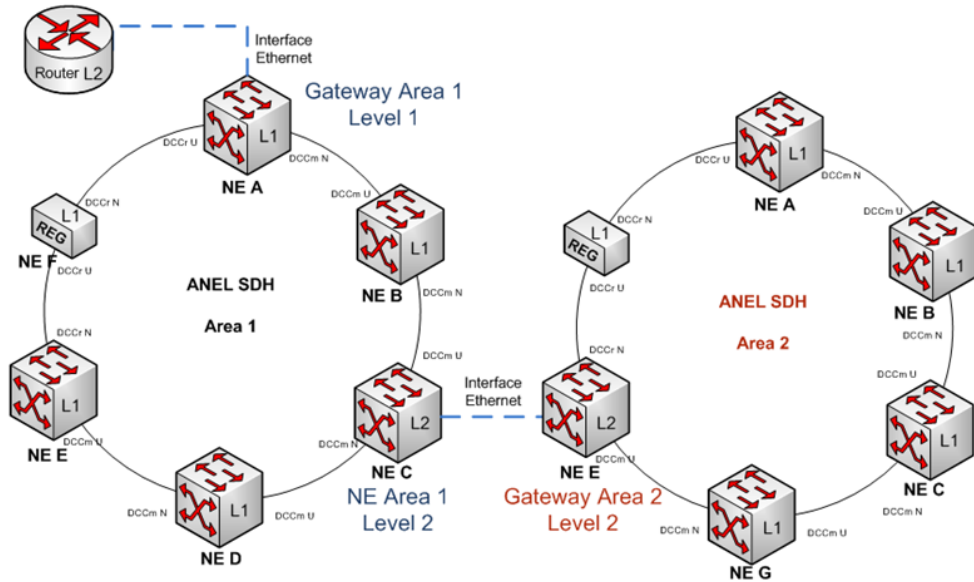 Router L2
Interface
Ethernet
Gateway Area 1
Level 1
L1
NE A
DCCr U
DCCm N
DCCm U
L1
NE B
DCCm N
DCCr N
L1
REG
NE F
DCCr U
ANEL SDH
Area 1
DCCr N
L1
NE E
DCCm U
DCCm N
L1
NE D
DCCm U
DCCm N
DCCm U
L2
NE C
NE Area 1
Level 2
Interface
Ethernet
L1
NE A
DCCr U
DCCm N
DCCm U
L1
NE B
DCCm N
DCCr N
L1
REG
DCCr U
ANEL SDH
Area 2
DCCr N
L2
NE E
DCCm U
Gateway Area 2
Level 2
DCCm U
L1
NE C
DCCm N
DCCm N
L1
NE G
DCCm U